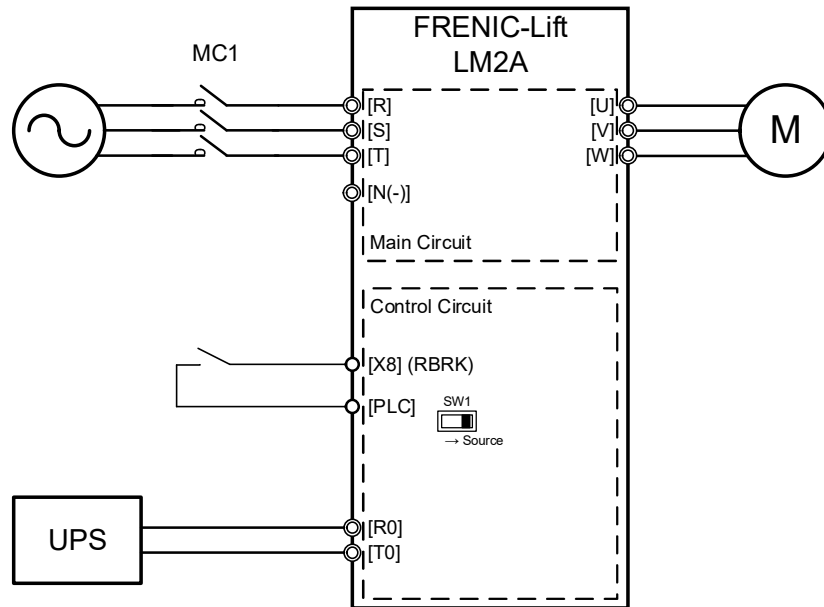 FRENIC-Lift
LM2A
MC1
[R]
[U]
[S]
[V]
[T]
[W]
M
[N(-)]
Main Circuit
Control Circuit
[X8] (RBRK)
[PLC]
SW1
→ Source
UPS
[R0]
[T0]